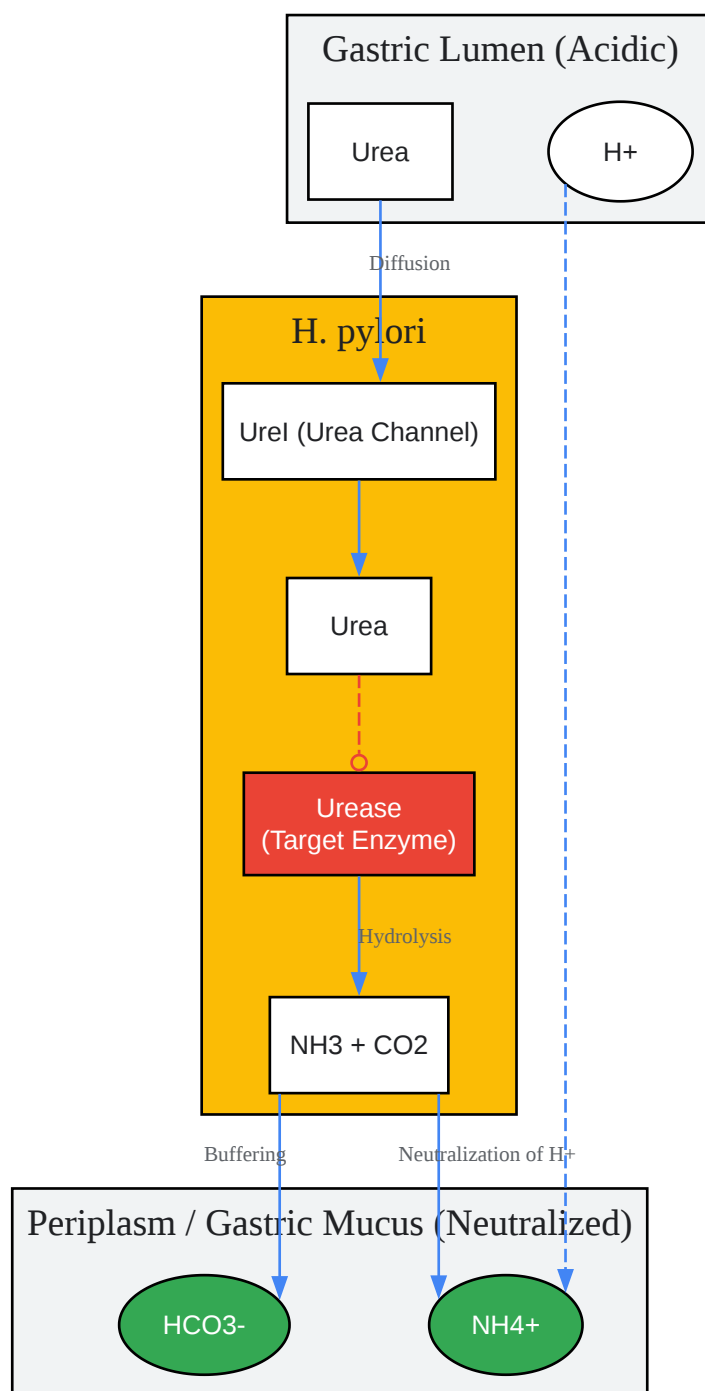 Gastric Lumen (Acidic)
Urea
H+
Diffusion
H. pylori
UreI (Urea Channel)
Urea
Urease
(Target Enzyme)
Hydrolysis
NH3 + CO2
Buffering
Neutralization of H+
Periplasm / Gastric Mucus (Neutralized)
HCO3-
NH4+